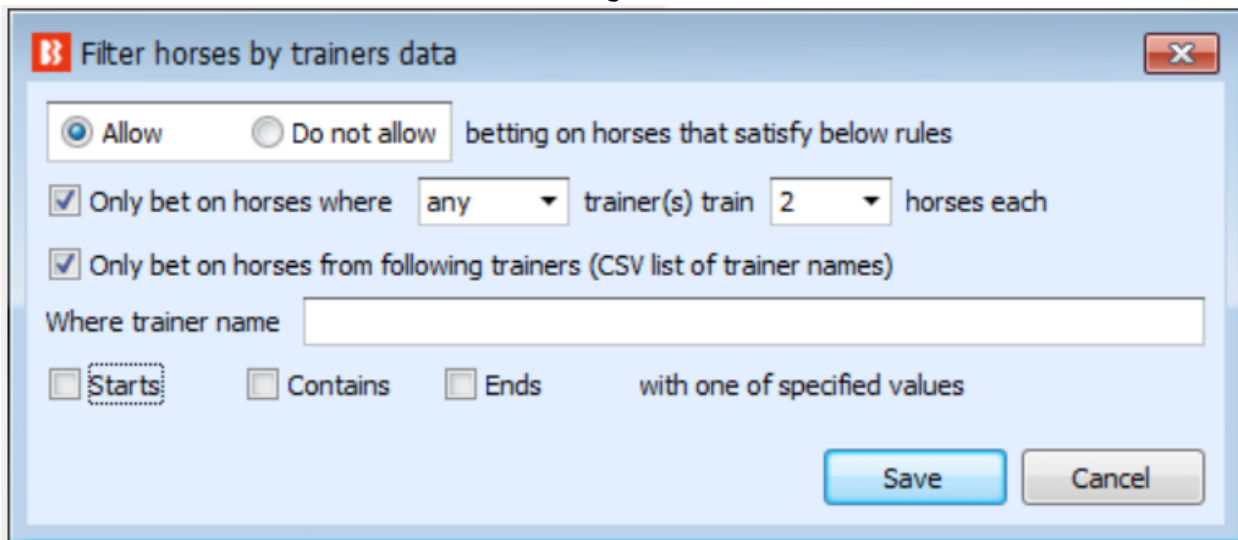 Filter horses by trainers data
Allow Do not allow betting on horses that satisfy below rules
Only bet on horses where any trainer(s) train 2 horses each
Only bet on horses from following trainers (CSV list of trainer names)
Where trainer name
Starts Contains Ends with one of specified values
Save Cancel